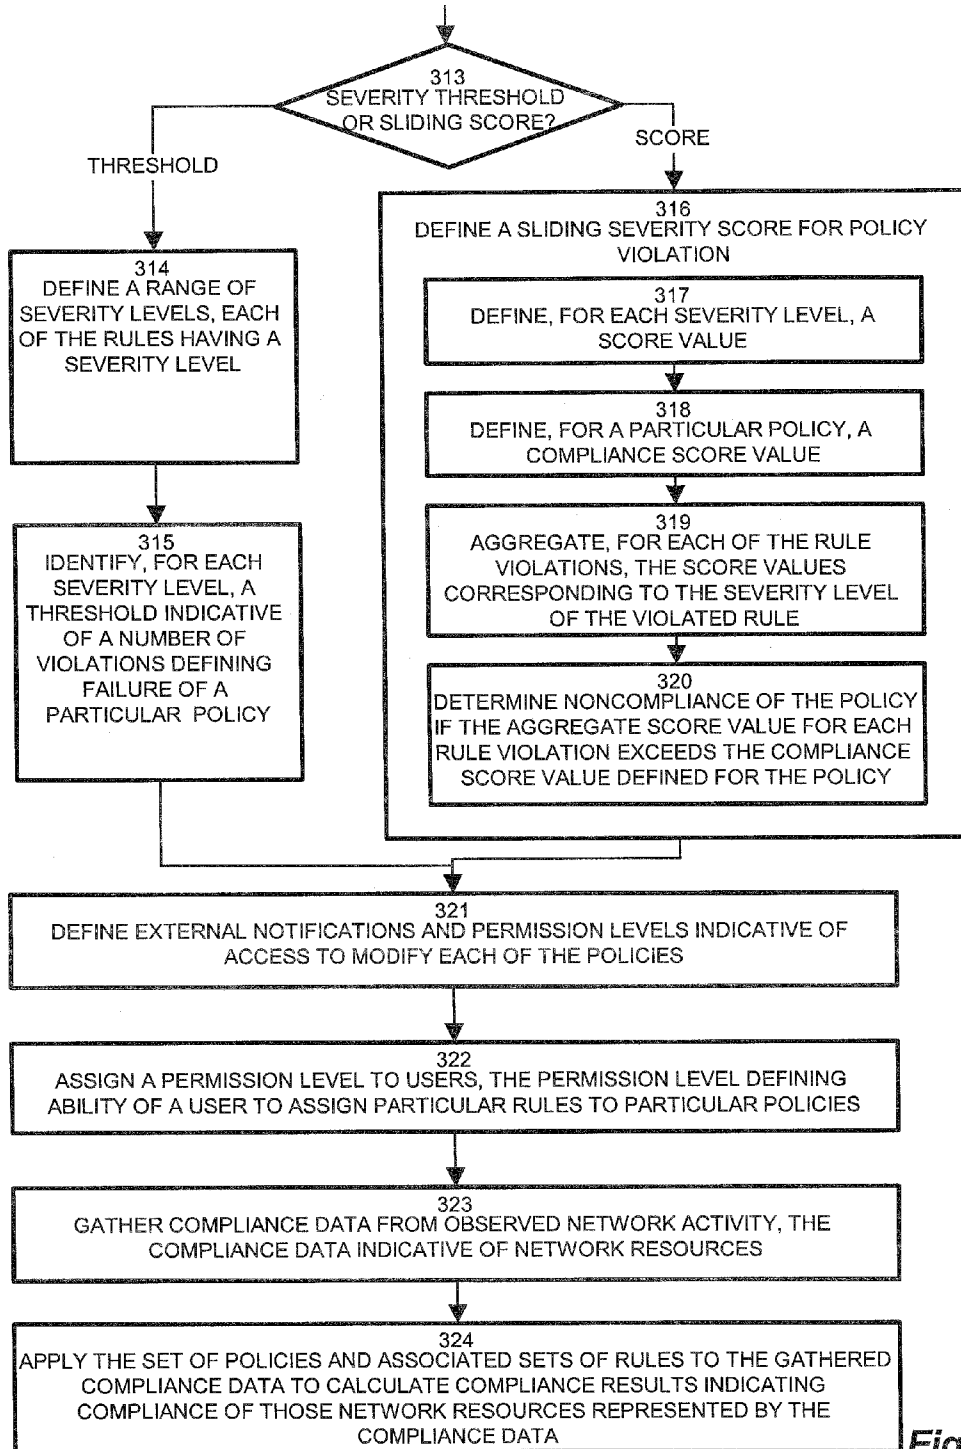 313
SEVERITY THRESHOLD
OR SLIDING SCORE?
THRESHOLD
SCORE
314
DEFINE A RANGE OF
SEVERITY LEVELS, EACH
OF THE RULES HAVING A
SEVERITY LEVEL
315
IDENTIFY, FOR EACH
SEVERITY LEVEL, A
THRESHOLD INDICATIVE
OF A NUMBER OF
VIOLATIONS DEFINING
FAILURE OF A
PARTICULAR POLICY
316
DEFINE A SLIDING SEVERITY SCORE FOR POLICY
VIOLATION
317
DEFINE, FOR EACH SEVERITY LEVEL, A
SCORE VALUE
318
DEFINE, FOR A PARTICULAR POLICY, A
COMPLIANCE SCORE VALUE
319
AGGREGATE, FOR EACH OF THE RULE
VIOLATIONS, THE SCORE VALUES
CORRESPONDING TO THE SEVERITY LEVEL
OF THE VIOLATED RULE
320
DETERMINE NONCOMPLIANCE OF THE POLICY
IF THE AGGREGATE SCORE VALUE FOR EACH
RULE VIOLATION EXCEEDS THE COMPLIANCE
SCORE VALUE DEFINED FOR THE POLICY
321
DEFINE EXTERNAL NOTIFICATIONS AND PERMISSION LEVELS INDICATIVE OF
ACCESS TO MODIFY EACH OF THE POLICIES
322
ASSIGN A PERMISSION LEVEL TO USERS, THE PERMISSION LEVEL DEFINING
ABILITY OF A USER TO ASSIGN PARTICULAR RULES TO PARTICULAR POLICIES
323
GATHER COMPLIANCE DATA FROM OBSERVED NETWORK ACTIVITY, THE
COMPLIANCE DATA INDICATIVE OF NETWORK RESOURCES
324
APPLY THE SET OF POLICIES AND ASSOCIATED SETS OF RULES TO THE GATHERED
COMPLIANCE DATA TO CALCULATE COMPLIANCE RESULTS INDICATING
COMPLIANCE OF THOSE NETWORK RESOURCES REPRESENTED BY THE
COMPLIANCE DATA